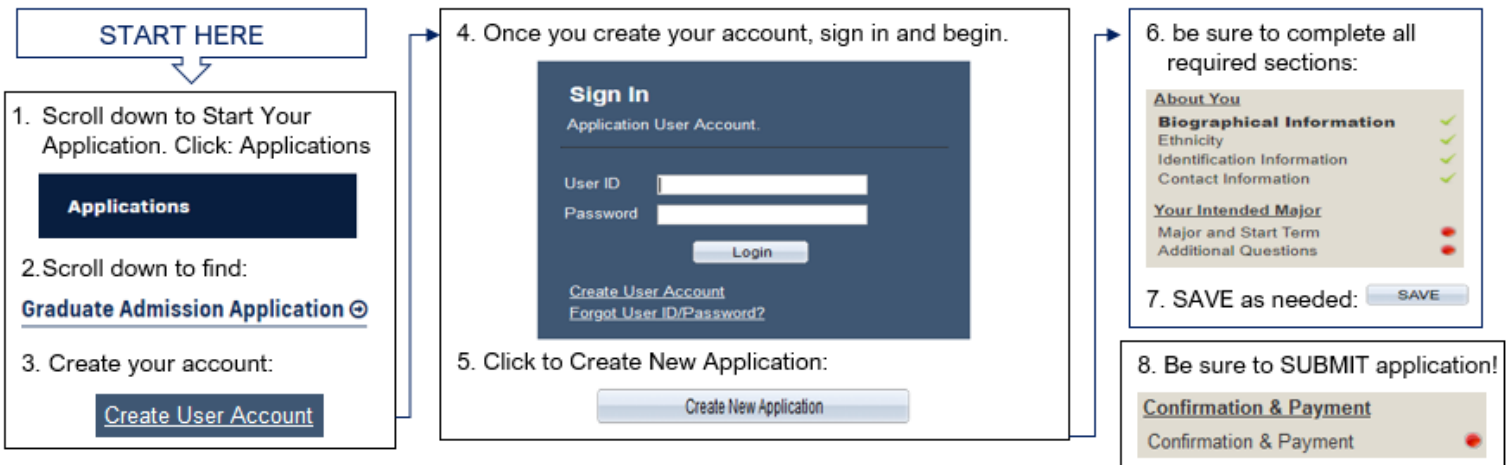 START HERE
1. Scroll down to Start Your
Application. Click: Applications
Applications
2.Scroll down to find:
Graduate Admission Application
3. Create your account:
Create User Account
4. Once you create your account, sign in and begin.
Sign In
Application User Account.
User ID
Password
Login
Create User Account
Forgot User ID/Password?
5. Click to Create New Application:
Create New Application
6. be sure to complete all
required sections:
About You
Biographical Information
Ethnicity
Identification Information
Contact Information
Your Intended Major
Major and Start Term
Additional Questions
7. SAVE as needed: SAVE
8. Be sure to SUBMIT application!
Confirmation & Payment
Confirmation & Payment